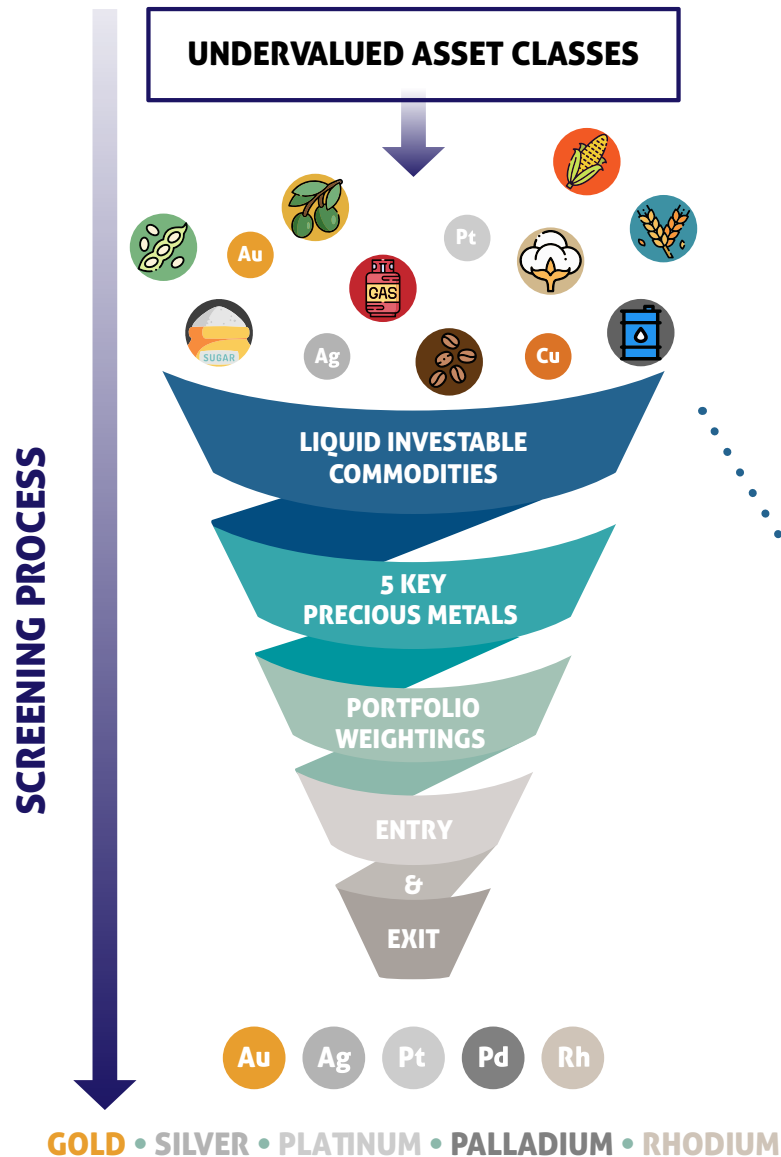 UNDERVALUED ASSET CLASSES
Au
Pt
GAS
SUGAR
Ag
Cu
LIQUID INVESTABLE
COMMODITIES
5 KEY
PRECIOUS METALS
PORTFOLIO
WEIGHTINGS
ENTRY
&
EXIT
SCREENING PROCESS
Au Ag Pt Pd Rh
GOLD • SILVER • PLATINUM • PALLADIUM • RHODIUM